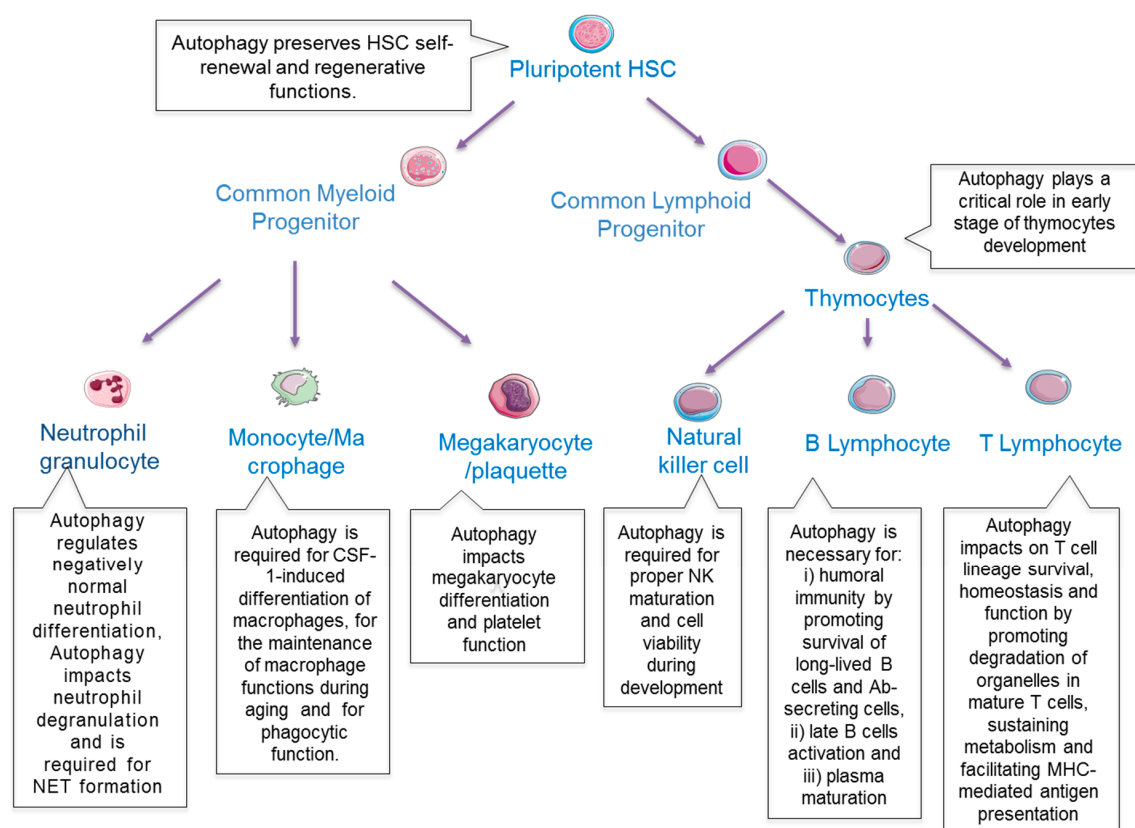 Autophagy preserves HSC self-
renewal and regenerative
functions.
Pluripotent HSC
Common Myeloid
Progenitor
Common Lymphoid
Progenitor
Autophagy plays a
critical role in early
stage of thymocytes
development
Thymocytes
Neutrophil
granulocyte
Monocyte/Ma
crophage
Megakaryocyte
/plaquette
Natural
killer cell
B Lymphocyte
T Lymphocyte
Autophagy
regulates
negatively
normal
neutrophil
differentiation,
Autophagy
impacts
neutrophil
degranulation
and is
required for
NET formation
Autophagy is
required for CSF-
1-induced
differentiation of
macrophages, for
the maintenance
of macrophage
functions during
aging and for
phagocytic
function.
Autophagy
impacts
megakaryocyte
differentiation
and platelet
function
Autophagy is
required for
proper NK
maturation
and cell
viability
during
development
Autophagy is
necessary for:
i) humoral
immunity by
promoting
survival of
long-lived B
cells and Ab-
secreting cells,
ii) late B cells
activation and
iii) plasma
maturation
Autophagy
impacts on T cell
lineage survival,
homeostasis and
function by
promoting
degradation of
organelles in
mature T cells,
sustaining
metabolism and
facilitating MHC-
mediated antigen
presentation